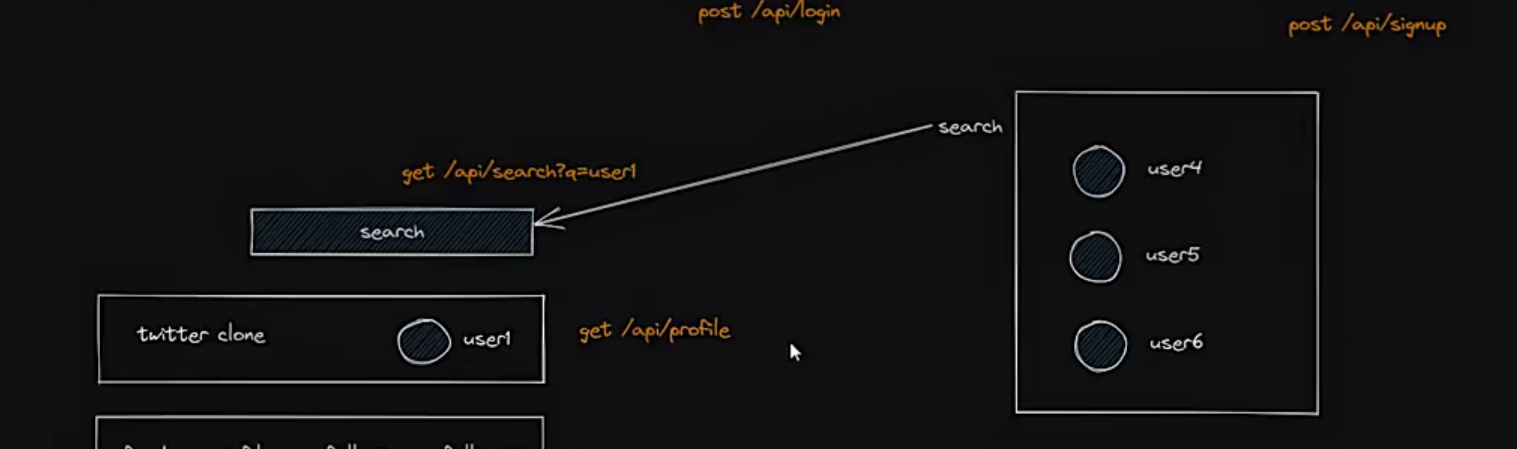 post /api/login
post /api/signup
search
get /api/search?q=user1
user4
search
user5
twitter clone
user1
get /api/profile
user6